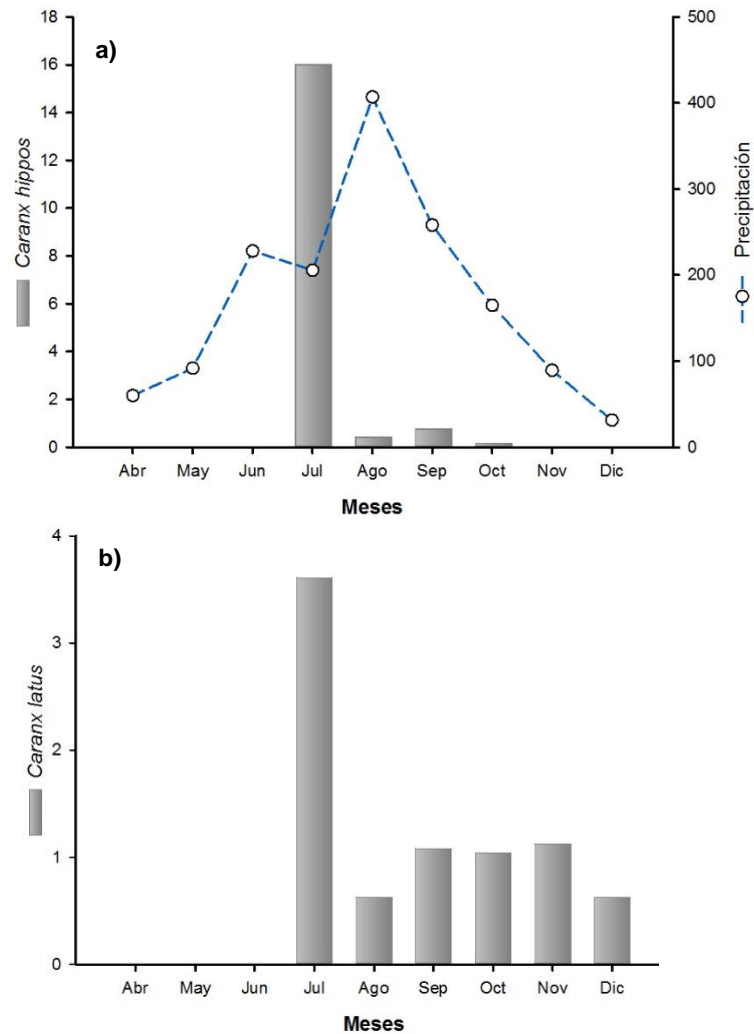 a)
18
16
14
12
10
8
6
4
2
0
Caranx hippos
500
400
300
200
100
0
Precipitación
Abr May Jun Jul Ago Sep Oct Nov Dic
Meses
b)
4
3
2
1
0
Caranx latus
Abr May Jun Jul Ago Sep Oct Nov Dic
Meses